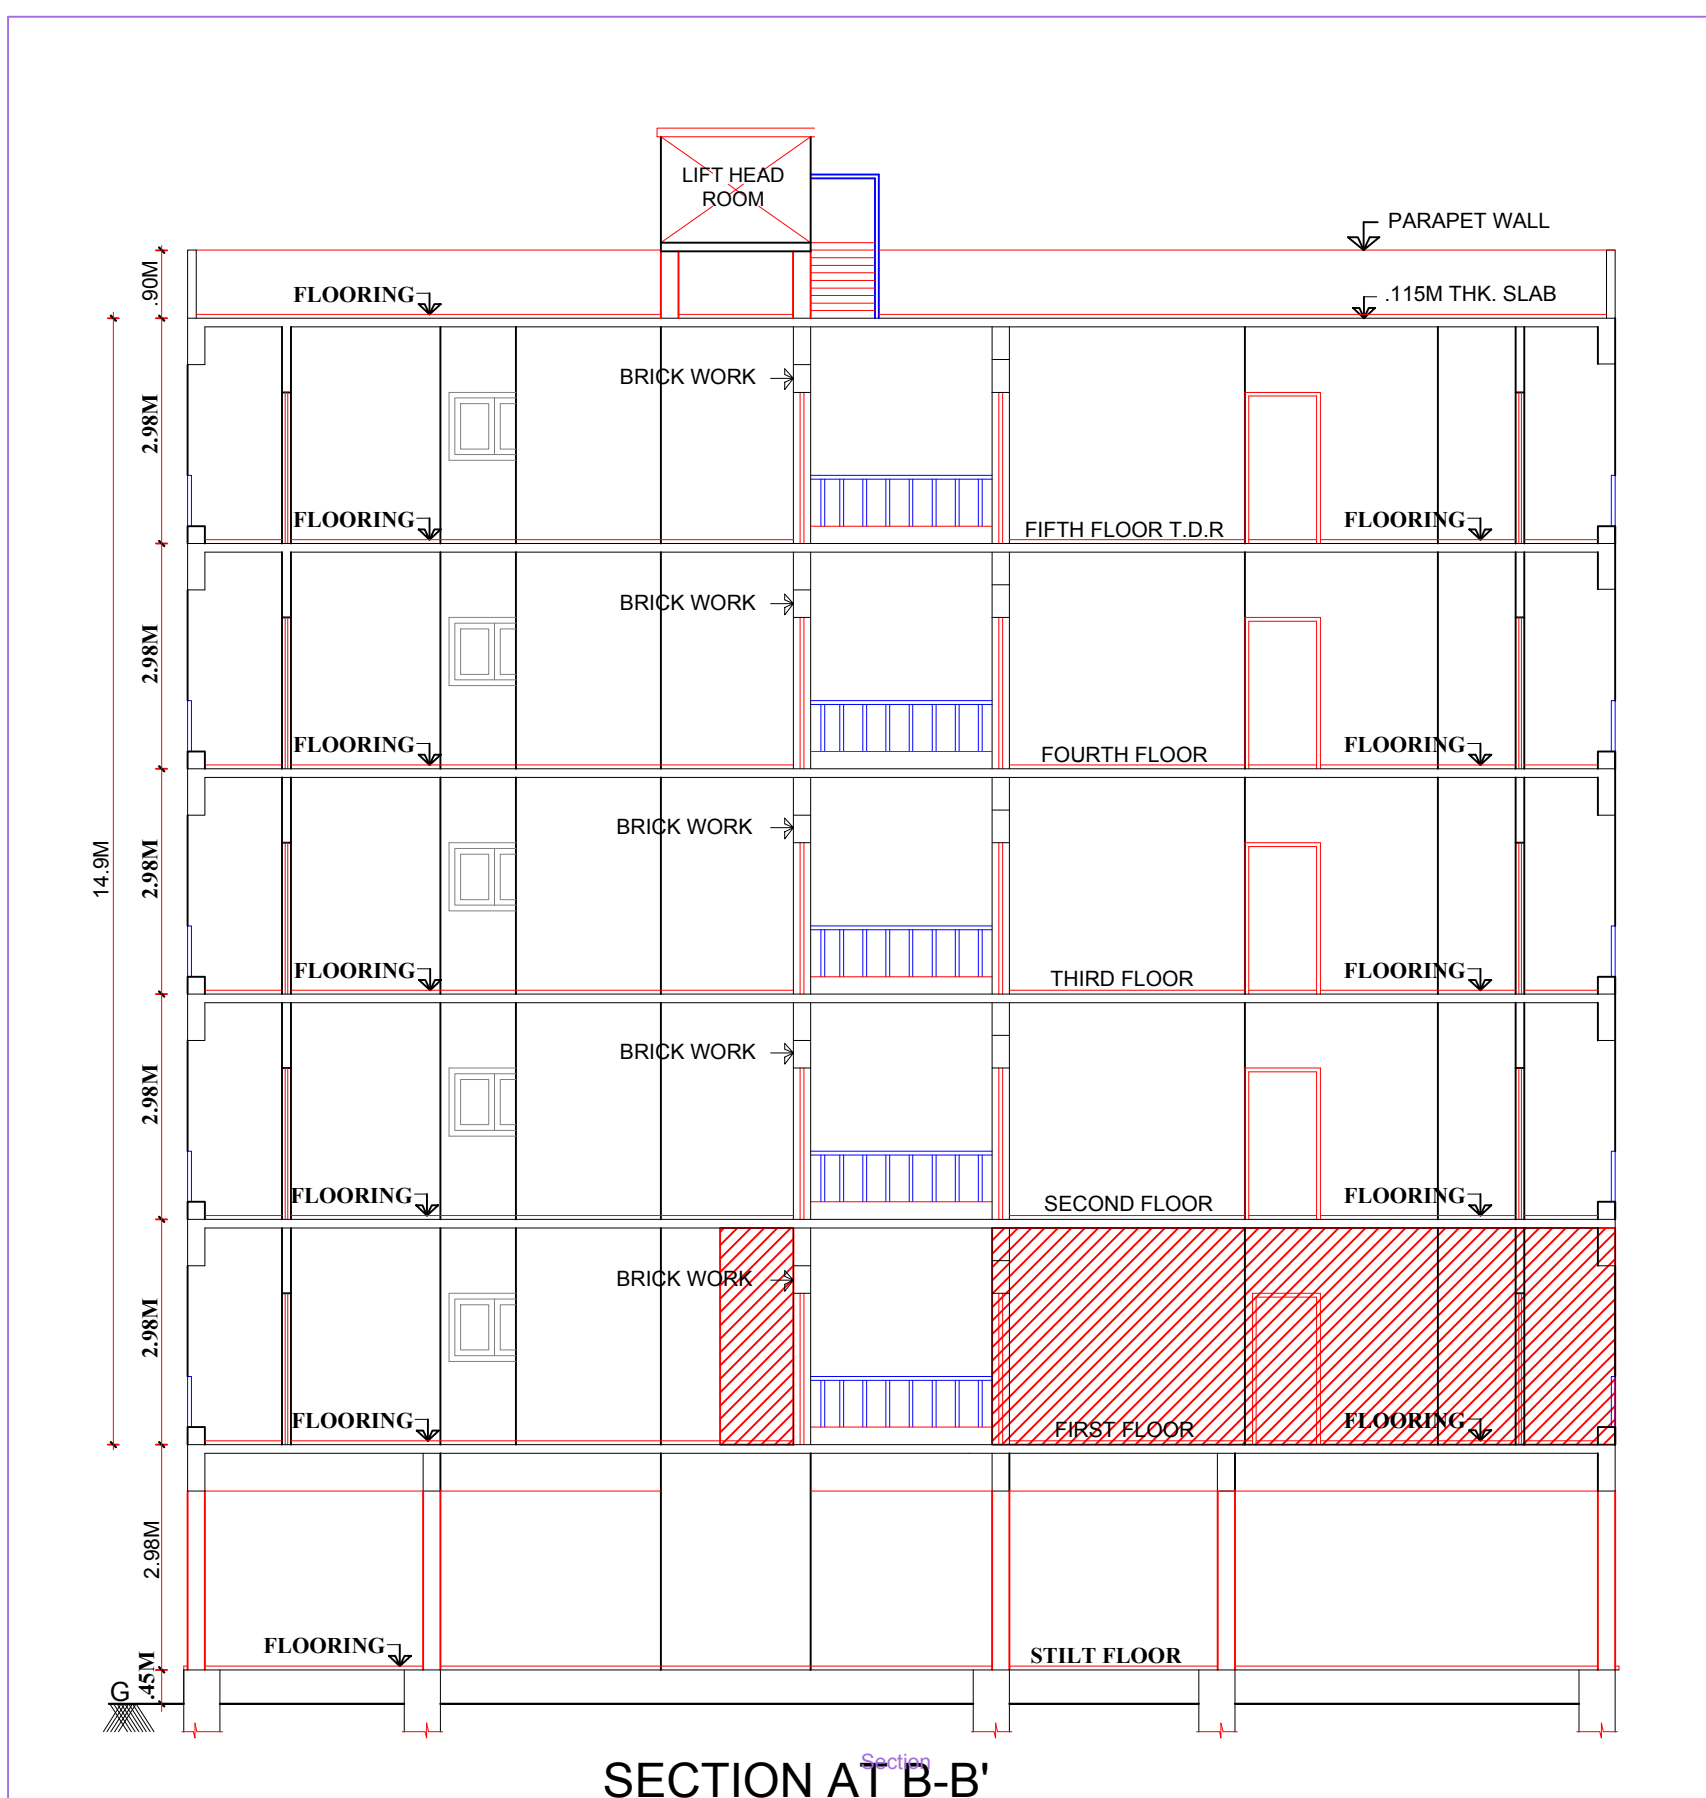 LIFT HEAD
ROOM
PARAPET WALL
.90M
FLOORING
.115M THK. SLAB
BRICK WORK
2.98M
FLOORING
FIFTH FLOOR T.D.R
FLOORING
BRICK WORK
2.98M
FLOORING
FOURTH FLOOR
FLOORING
BRICK WORK
14.9M
2.98M
FLOORING
THIRD FLOOR
FLOORING
BRICK WORK
2.98M
FLOORING
SECOND FLOOR
FLOORING
BRICK WORK
2.98M
FLOORING
FIRST FLOOR
FLOORING
2.98M
FLOORING
STILT FLOOR
.45M
G
Section
SECTION AT B-B'